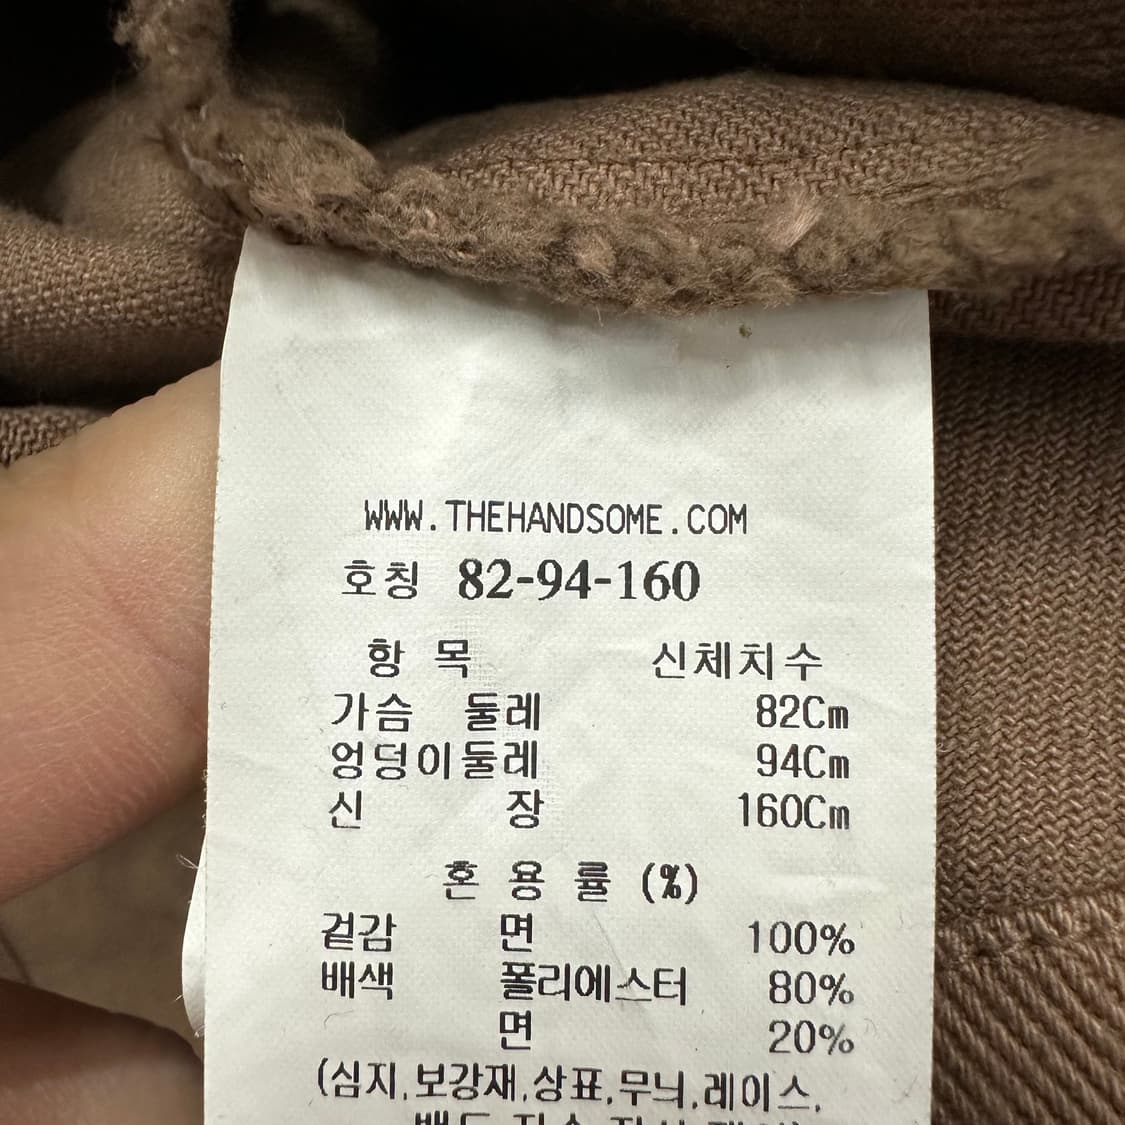 WWW.THEHANDSOME.COM
호칭 82-94-160
항 목 신체치수
가슴 둘레 82Cm
엉덩이둘레 94Cm
신 장 160Cm
혼 용 률 (%)
겉감 면 100%
배색 폴리에스터 80%
면 20%
(심지,보강재,상표,무늬,레이스,